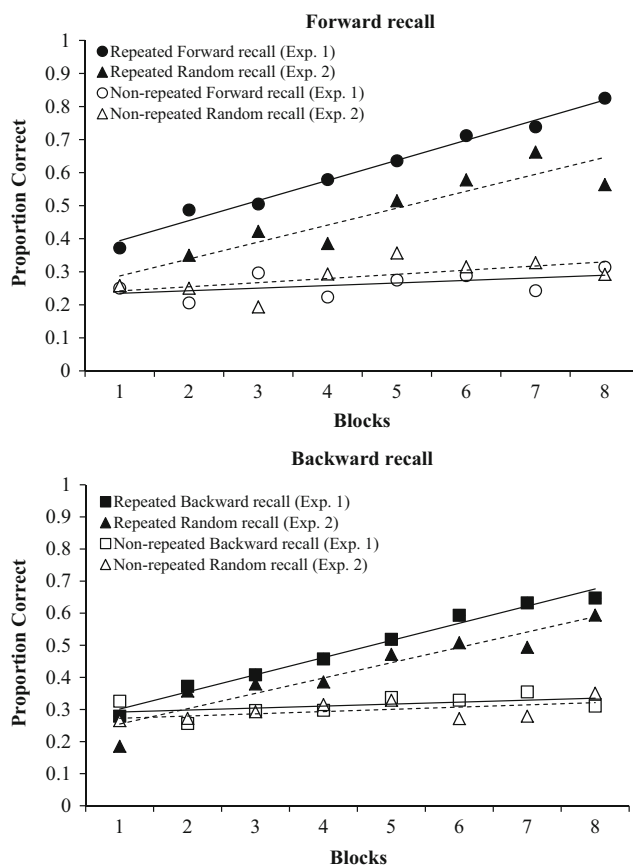 Forward recall
1
Repeated Forward recall (Exp. 1)
0.9
Repeated Random recall (Exp. 2)
0.8
Non-repeated Forward recall (Exp. 1)
Non-repeated Random recall (Exp. 2)
0.7
0.6
0.5
0.4
0.3
0.2
0.1
0
Proportion Correct
1 2 3 4 5 6 7 8
Blocks
Backward recall
1
Repeated Backward recall (Exp. 1)
0.9
Repeated Random recall (Exp. 2)
0.8
Non-repeated Backward recall (Exp. 1)
Non-repeated Random recall (Exp. 2)
0.7
0.6
0.5
0.4
0.3
0.2
0.1
0
Proportion Correct
1 2 3 4 5 6 7 8
Blocks